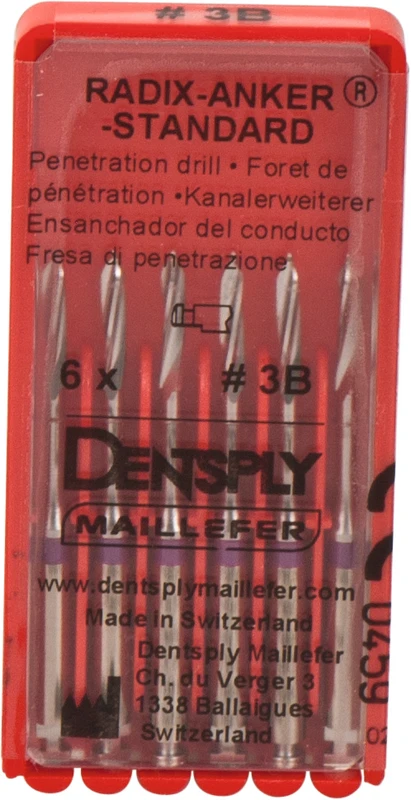 # 3B
RADIX-ANKER®
-STANDARD
Penetration drill • Foret de
pénétration •Kanalerweiterer
Ensanchador del conducto
Fresa di penetrazione
6 x # 3B
DENTSPLY
MAILLEFER
www.dentsplymaillefer.com
Made in Switzerland
Dentsply Maillefer
Ch. du Verger 3
1338 Ballaigues
Switzerland
0459
02